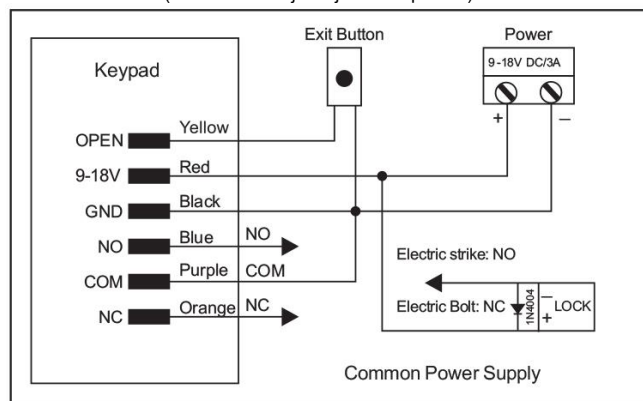 Exit Button
Power
Keypad
9-18V DC/3A
+ –
OPEN Yellow
9-18V Red
GND Black
NO Blue NO
COM Purple COM
NC Orange NC
Electric strike: NO
Electric Bolt: NC
1N4004
–
+
LOCK
Common Power Supply